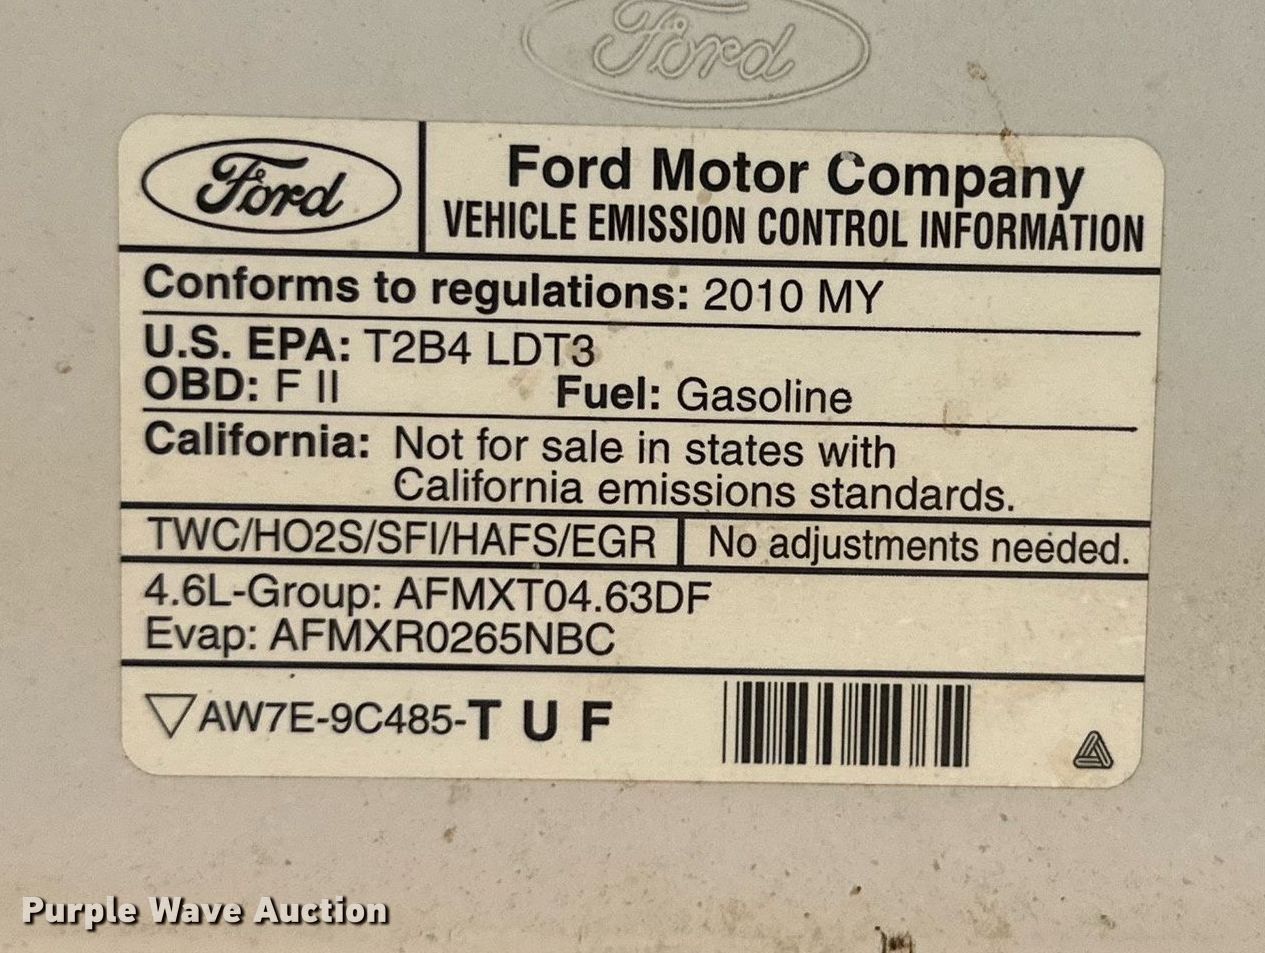 Ford
Ford
Ford Motor Company
VEHICLE EMISSION CONTROL INFORMATION
Conforms to regulations: 2010 MY
U.S. EPA: T2B4 LDT3
OBD: F II Fuel: Gasoline
California: Not for sale in states with
California emissions standards.
TWC/HO2S/SFI/HAFS/EGR No adjustments needed.
4.6L-Group: AFMXT04.63DF
Evap: AFMXR0265NBC
AW7E-9C485-T U F
Purple Wave Auction